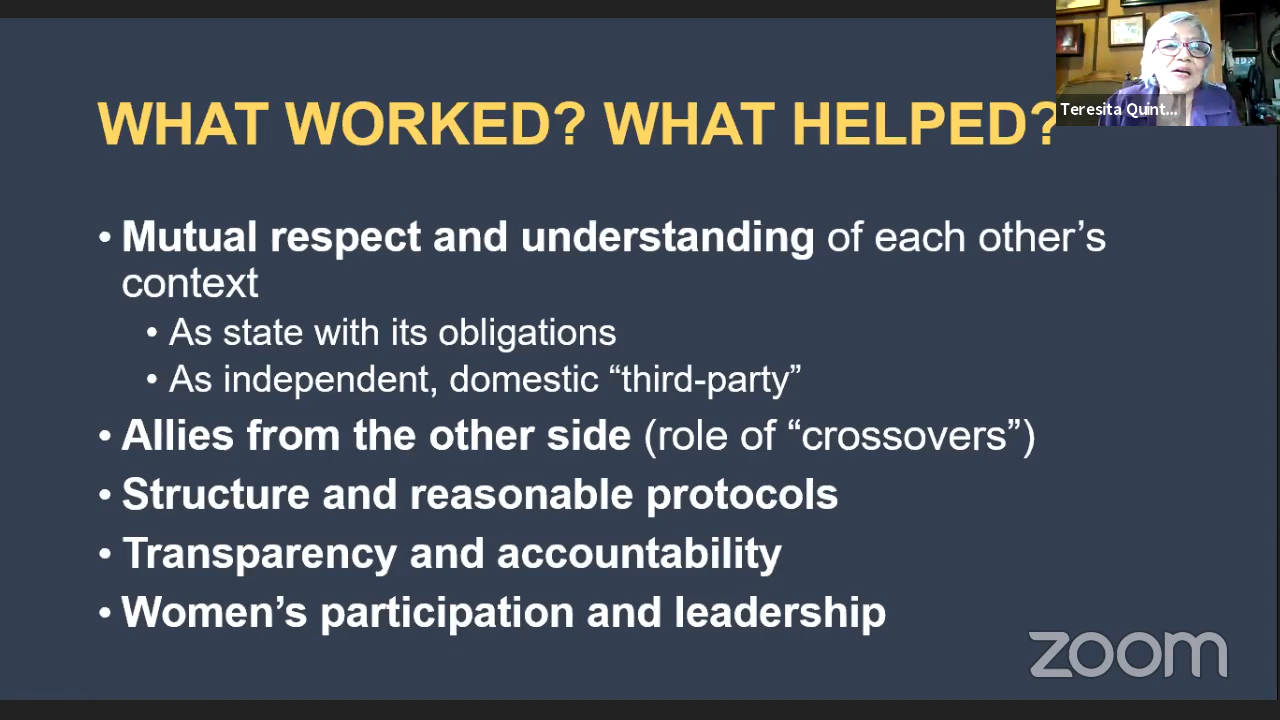 WHAT WORKED? WHAT HELPED?
Teresita Quint...
• Mutual respect and understanding of each other’s
context
• As state with its obligations
• As independent, domestic “third-party”
• Allies from the other side (role of “crossovers”)
• Structure and reasonable protocols
• Transparency and accountability
• Women’s participation and leadership
zoom